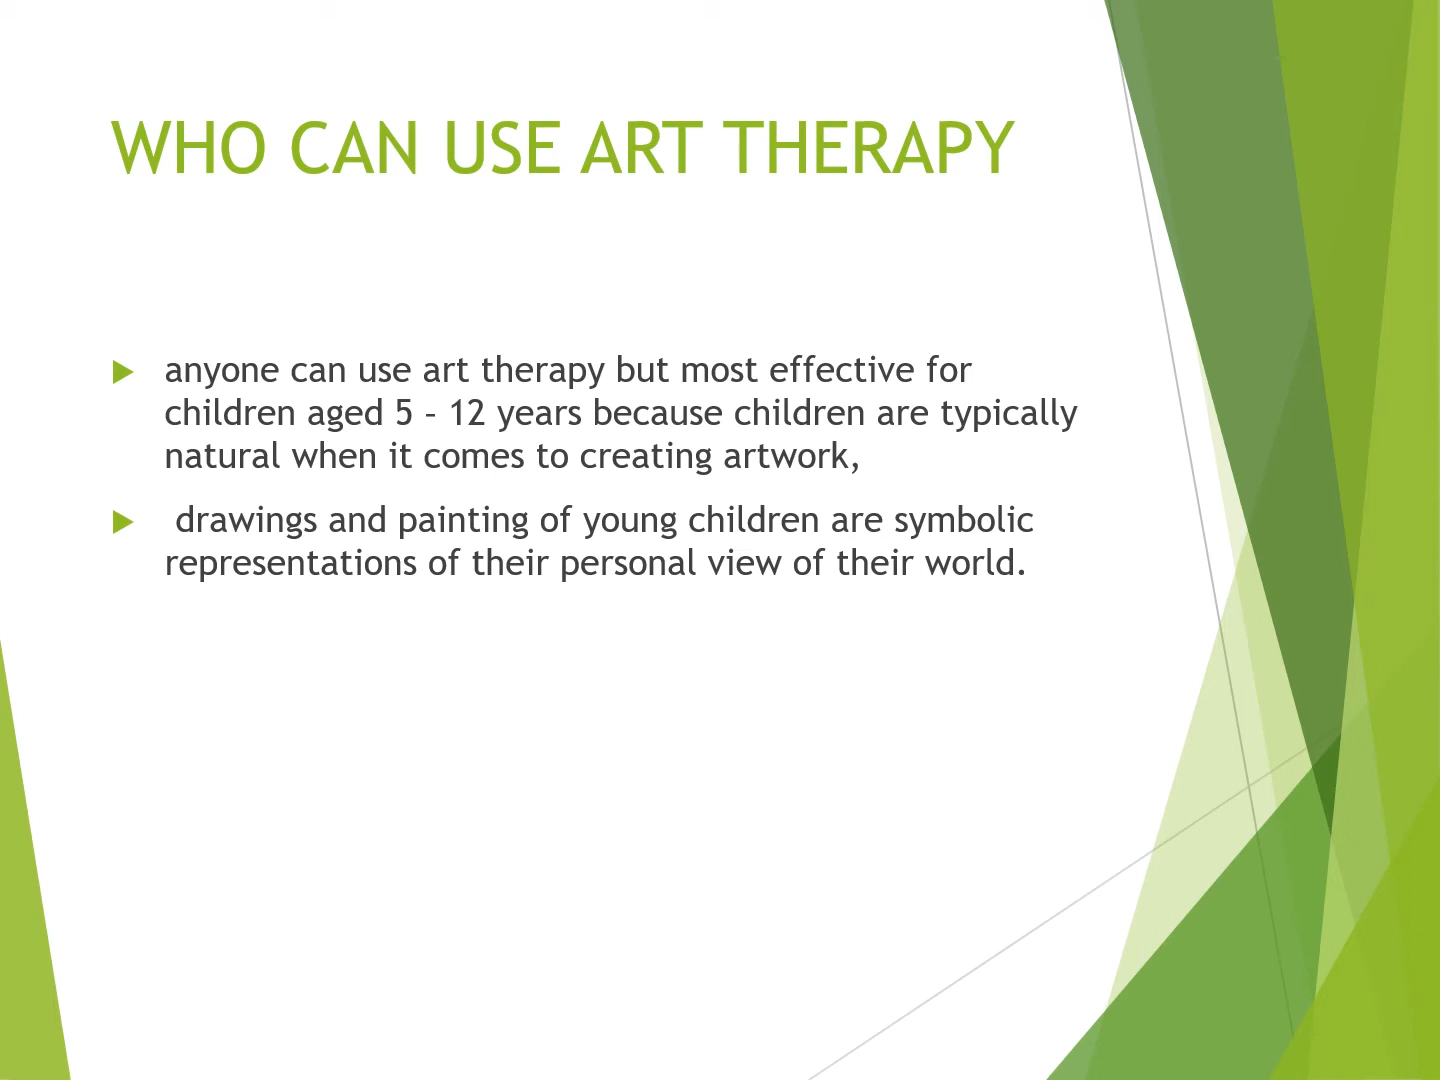 WHO CAN USE ART THERAPY
anyone can use art therapy but most effective for
children aged 5 – 12 years because children are typically
natural when it comes to creating artwork,
drawings and painting of young children are symbolic
representations of their personal view of their world.